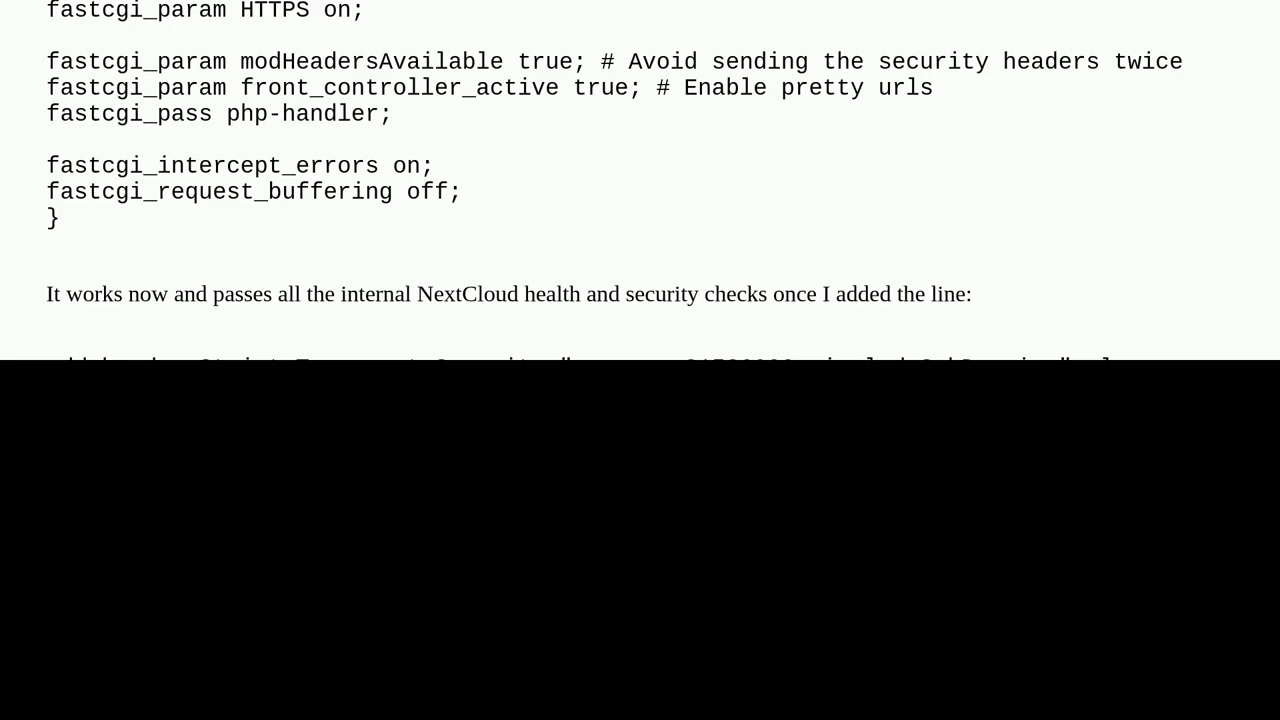 fastcgi_param HTTPS on;
fastcgi_param modHeadersAvailable true; # Avoid sending the security headers twice
fastcgi_param front_controller_active true; # Enable pretty urls
fastcgi_pass php-handler;
fastcgi_intercept_errors on;
fastcgi_request_buffering off;
}
It works now and passes all the internal NextCloud health and security checks once I added the line: